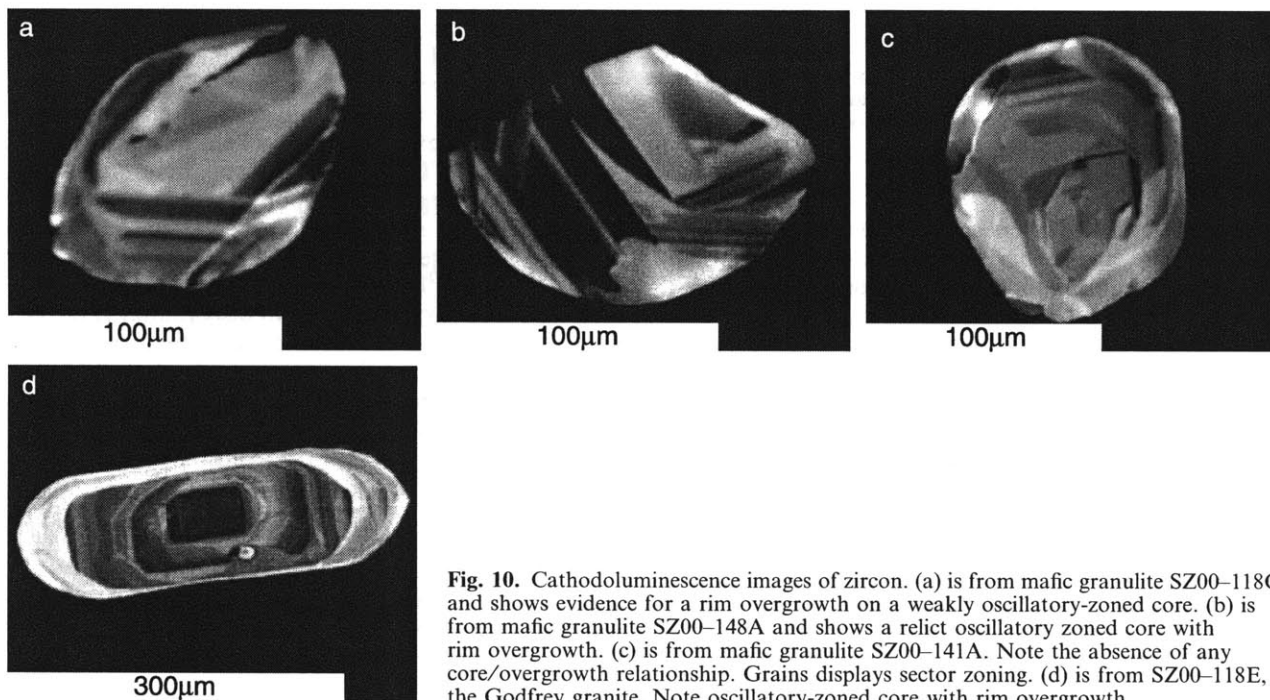 a
b
c
100μm
100μm
100μm
d
300μm
Fig. 10. Cathodoluminescence images of zircon. (a) is from mafic granulite SZ00–118C
and shows evidence for a rim overgrowth on a weakly oscillatory-zoned core. (b) is
from mafic granulite SZ00–148A and shows a relict oscillatory zoned core with
rim overgrowth. (c) is from mafic granulite SZ00–141A. Note the absence of any
core/overgrowth relationship. Grains displays sector zoning. (d) is from SZ00–118E,
the Godfrey granite. Note oscillatory-zoned core with rim overgrowth.